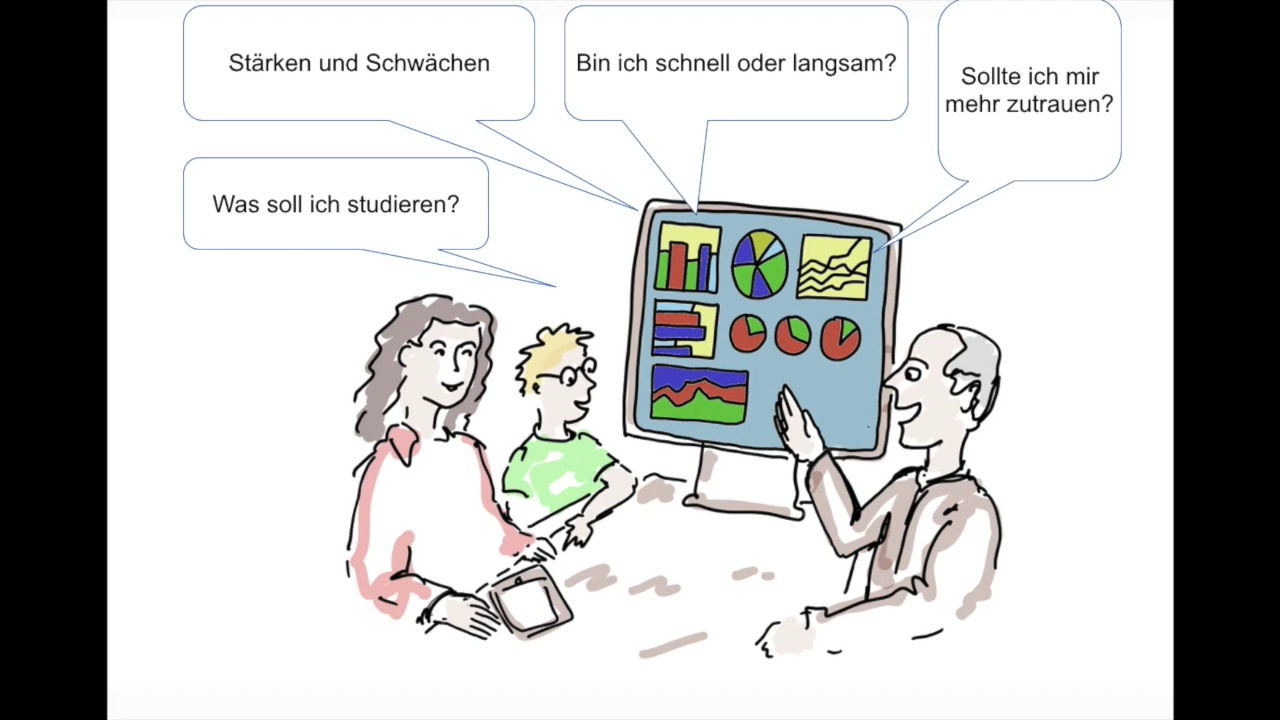 Stärken und Schwächen
Bin ich schnell oder langsam?
Sollte ich mir
mehr zutrauen?
Was soll ich studieren?